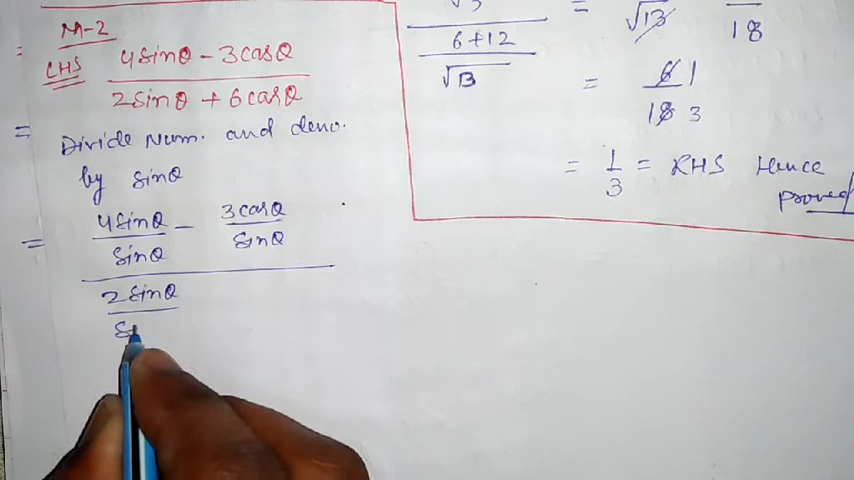 M-2
= LHS 4sinθ - 3cosθ
2sinθ + 6cosθ
= Divide Num. and deno.
by sinθ
= 4sinθ - 3cosθ
sinθ sinθ
2sinθ
s
6+12
√13
= √13 18
= 6 1
18 3
= 1/3 = RHS Hence
proved